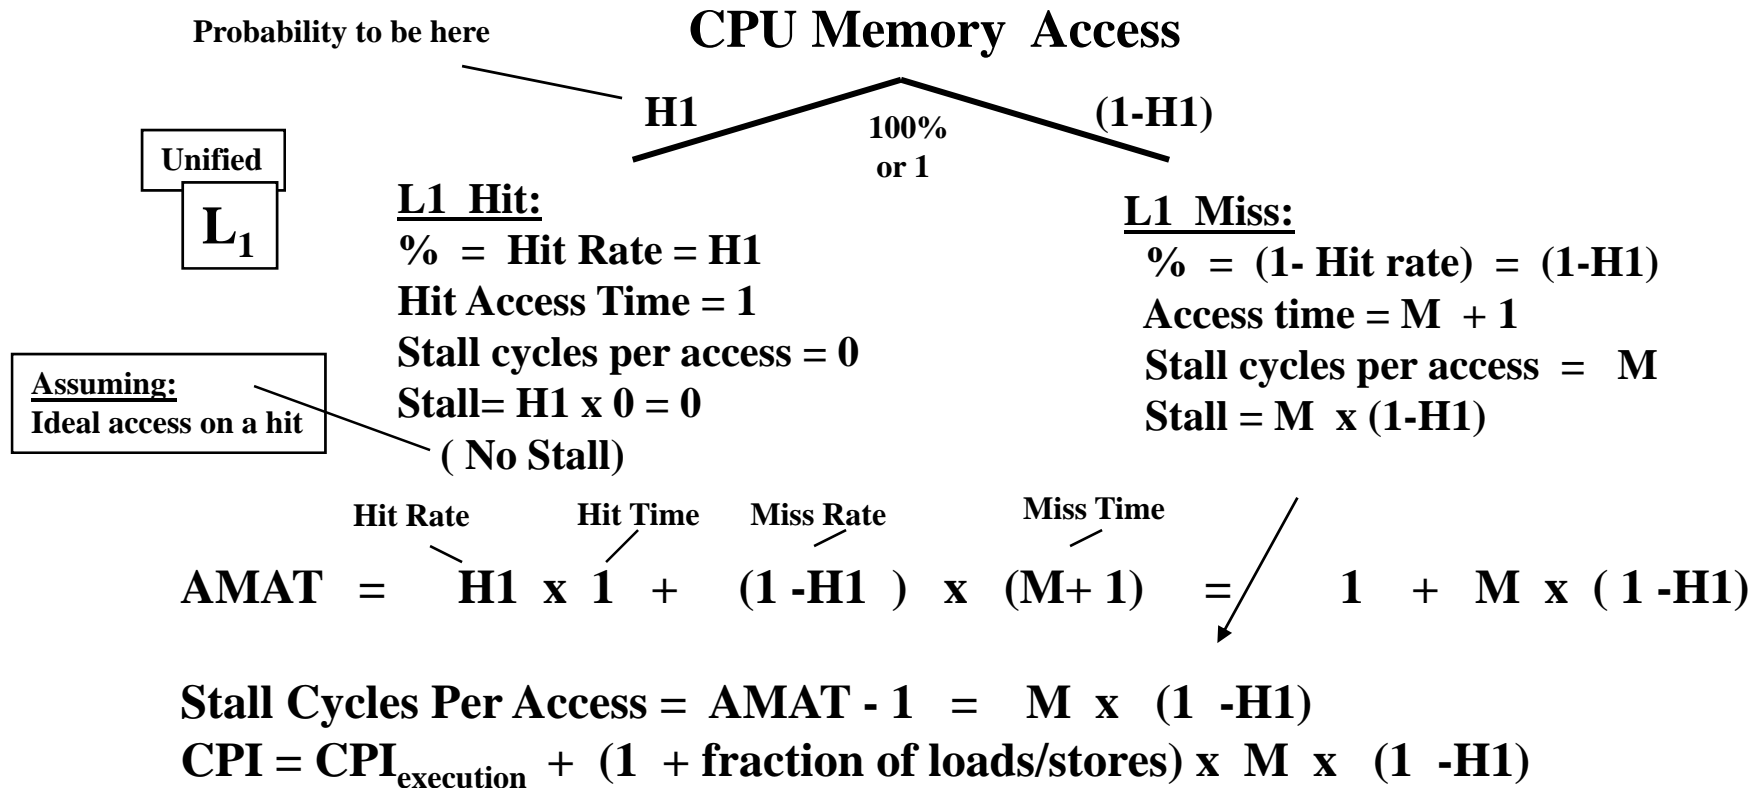 CPU Memory Access
Probability to be here
H1
100%
or 1
(1-H1)
Unified
L₁
L1 Hit:
% = Hit Rate = H1
Hit Access Time = 1
Stall cycles per access = 0
Stall= H1 x 0 = 0
( No Stall)
L1 Miss:
% = (1- Hit rate) = (1-H1)
Access time = M + 1
Stall cycles per access = M
Stall = M x (1-H1)
Assuming:
Ideal access on a hit
Hit Rate
Hit Time
Miss Rate
Miss Time
AMAT = H1 x 1 + (1 -H1 ) x (M+ 1) = 1 + M x ( 1 -H1)
Stall Cycles Per Access = AMAT - 1 = M x (1 -H1)
CPI = CPIexecution + (1 + fraction of loads/stores) x M x (1 -H1)